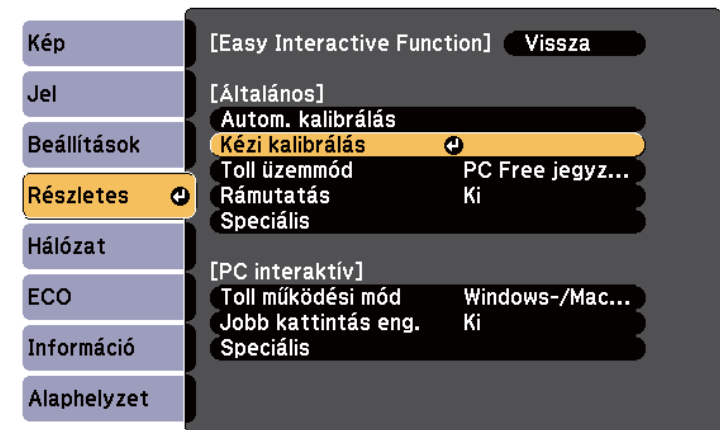 Kép
Jel
Beállítások
Részletes
Hálózat
ECO
Információ
Alaphelyzet
[Easy Interactive Function] Vissza
[Általános]
Autom. kalibrálás
Kézi kalibrálás
Toll üzemmód PC Free jegyz...
Rámutatás Ki
Speciális
[PC interaktív]
Toll működési mód Windows-/Mac...
Jobb kattintás eng. Ki
Speciális